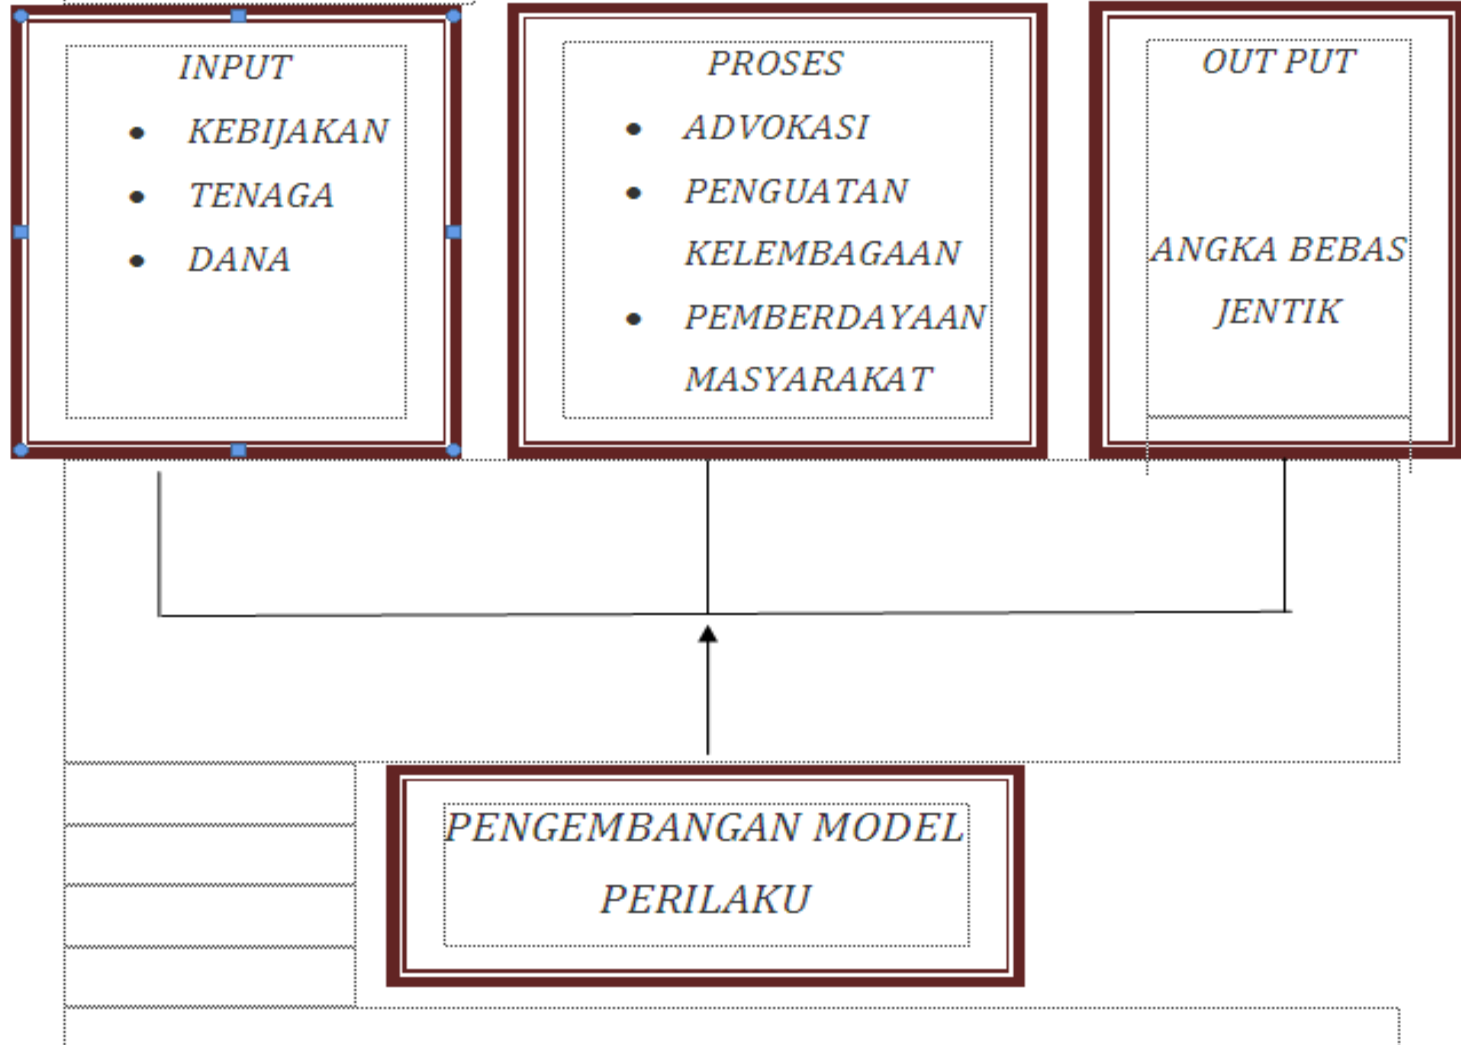 INPUT
• KEBIJAKAN
• TENAGA
• DANA
PROSES
• ADVOKASI
• PENGUATAN
KELEMBAGAAN
• PEMBERDAYAAN
MASYARAKAT
OUT PUT
ANGKA BEBAS
JENTIK
PENGEMBANGAN MODEL
PERILAKU